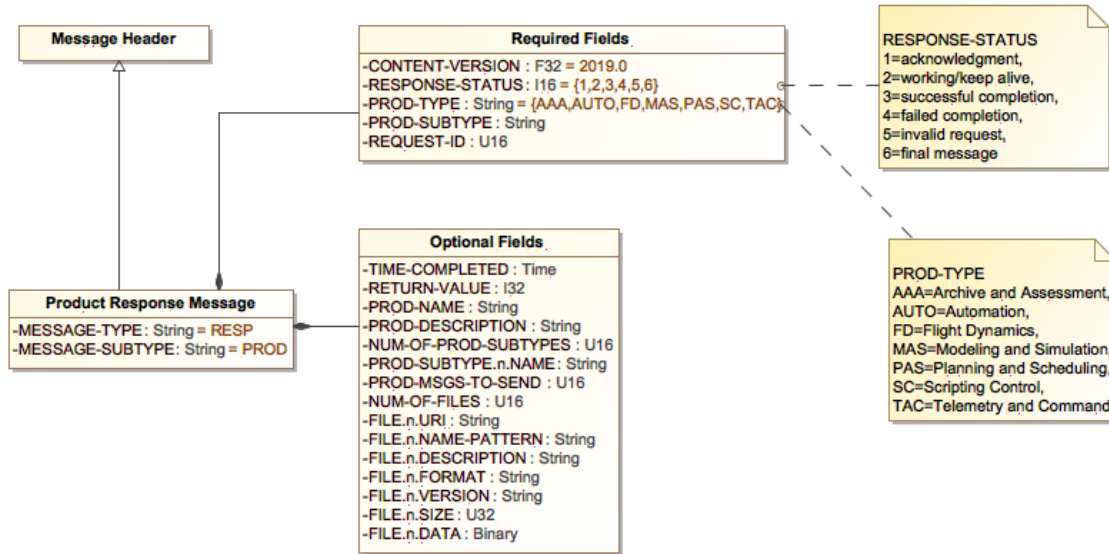 Message Header
Required Fields
-CONTENT-VERSION : F32 = 2019.0
-RESPONSE-STATUS : I16 = {1,2,3,4,5,6}
-PROD-TYPE : String = {AAA,AUTO,FD,MAS,PAS,SC,TAC}
-PROD-SUBTYPE : String
-REQUEST-ID : U16
RESPONSE-STATUS
1=acknowledgment,
2=working/keep alive,
3=successful completion,
4=failed completion,
5=invalid request,
6=final message
Product Response Message
-MESSAGE-TYPE : String = RESP
-MESSAGE-SUBTYPE : String = PROD
Optional Fields
-TIME-COMPLETED : Time
-RETURN-VALUE : I32
-PROD-NAME : String
-PROD-DESCRIPTION : String
-NUM-OF-PROD-SUBTYPES : U16
-PROD-SUBTYPE.n.NAME : String
-PROD-MSGS-TO-SEND : U16
-NUM-OF-FILES : U16
-FILE.n.URI : String
-FILE.n.NAME-PATTERN : String
-FILE.n.DESCRIPTION : String
-FILE.n.FORMAT : String
-FILE.n.VERSION : String
-FILE.n.SIZE : U32
-FILE.n.DATA : Binary
PROD-TYPE
AAA=Archive and Assessment,
AUTO=Automation,
FD=Flight Dynamics,
MAS=Modeling and Simulation,
PAS=Planning and Scheduling,
SC=Scripting Control,
TAC=Telemetry and Command